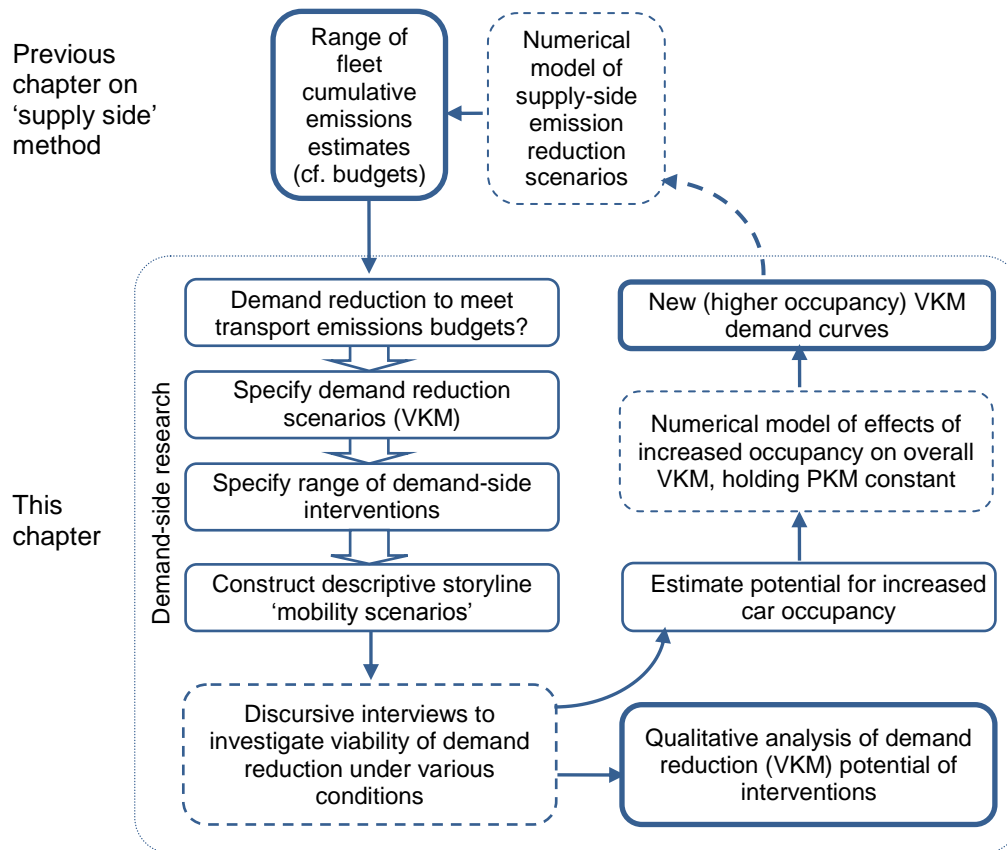 Previous
chapter on
‘supply side’
method
Range of
fleet
cumulative
emissions
estimates
(cf. budgets)
Numerical
model of
supply-side
emission
reduction
scenarios
This
chapter
Demand-side research
Demand reduction to meet
transport emissions budgets?
Specify demand reduction
scenarios (VKM)
Specify range of demand-side
interventions
Construct descriptive storyline
‘mobility scenarios’
Discursive interviews to
investigate viability of demand
reduction under various
conditions
New (higher occupancy) VKM
demand curves
Numerical model of effects of
increased occupancy on overall
VKM, holding PKM constant
Estimate potential for increased
car occupancy
Qualitative analysis of demand
reduction (VKM) potential of
interventions